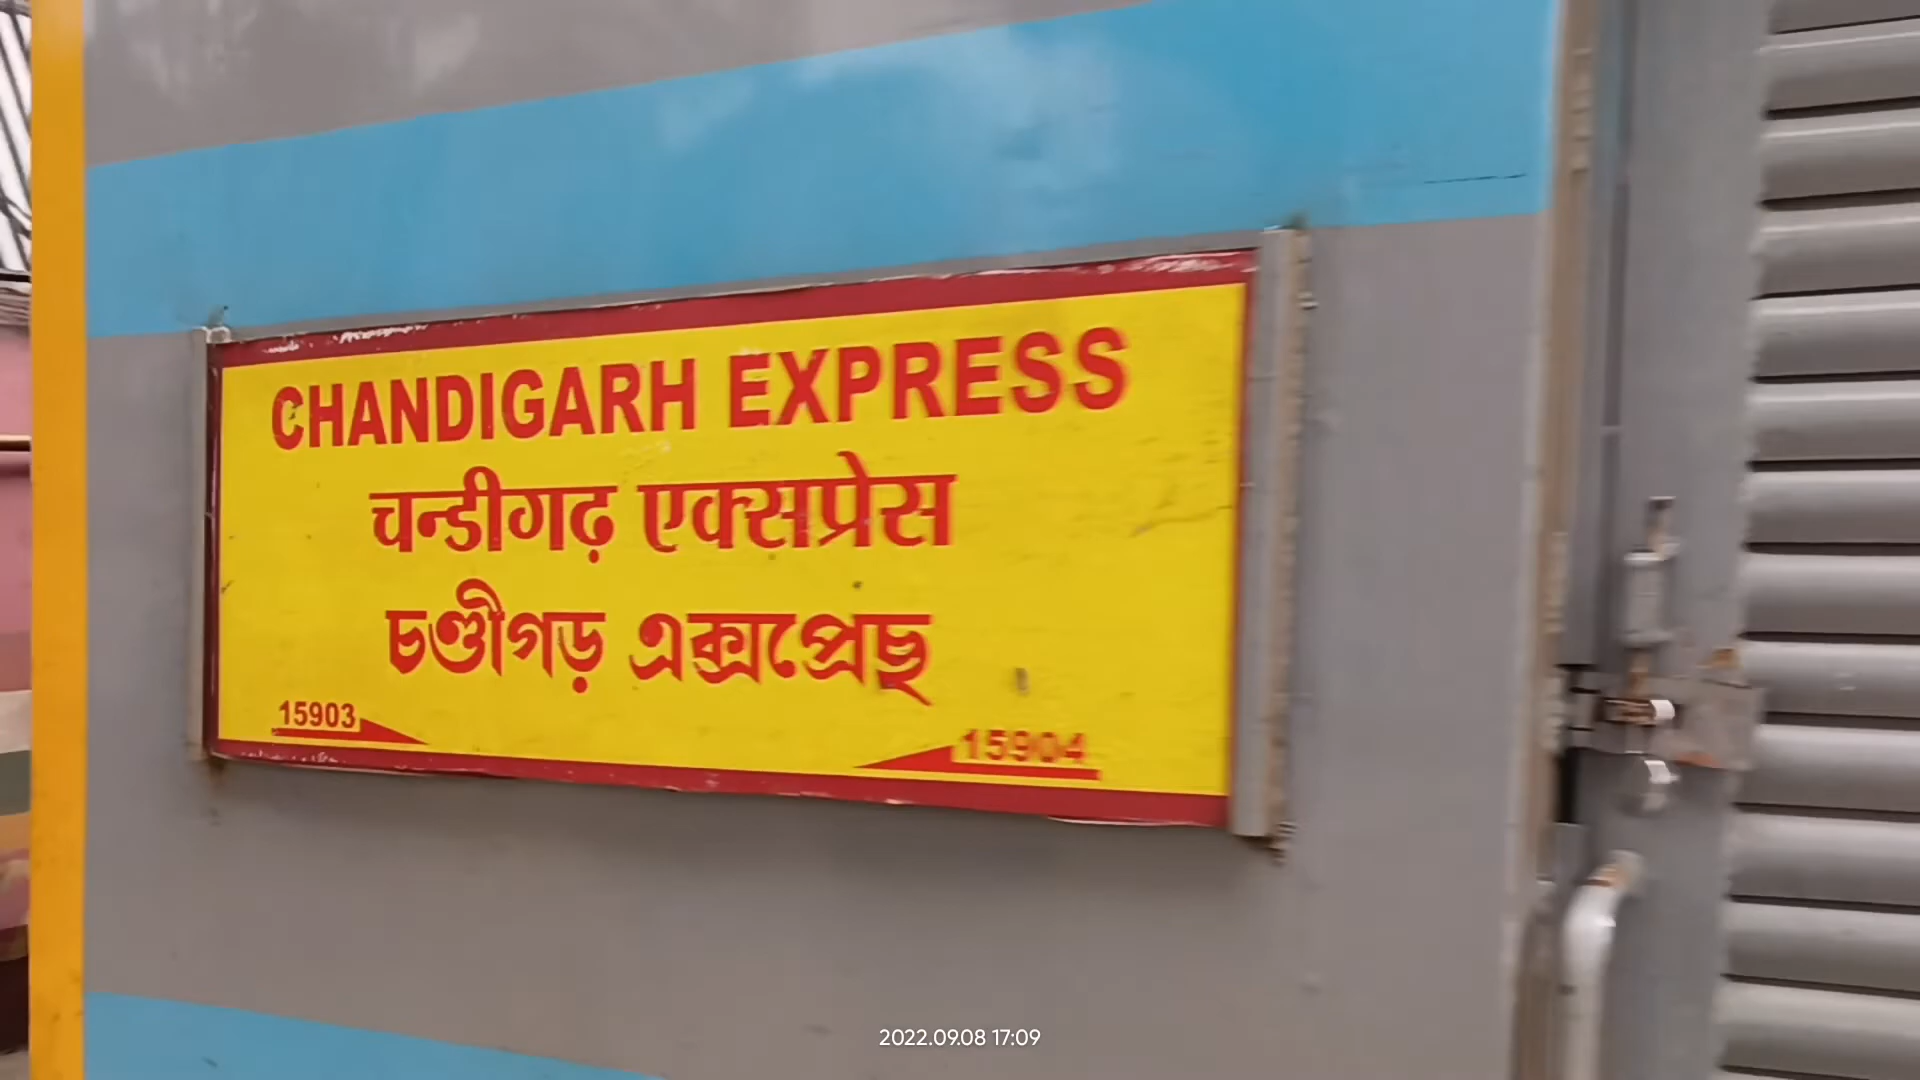 CHANDIGARH EXPRESS
चन्डीगढ़ एक्सप्रेस
চণ্ডীগড় এক্সপ্ৰেছ
15903
15904
2022.09.08 17:09